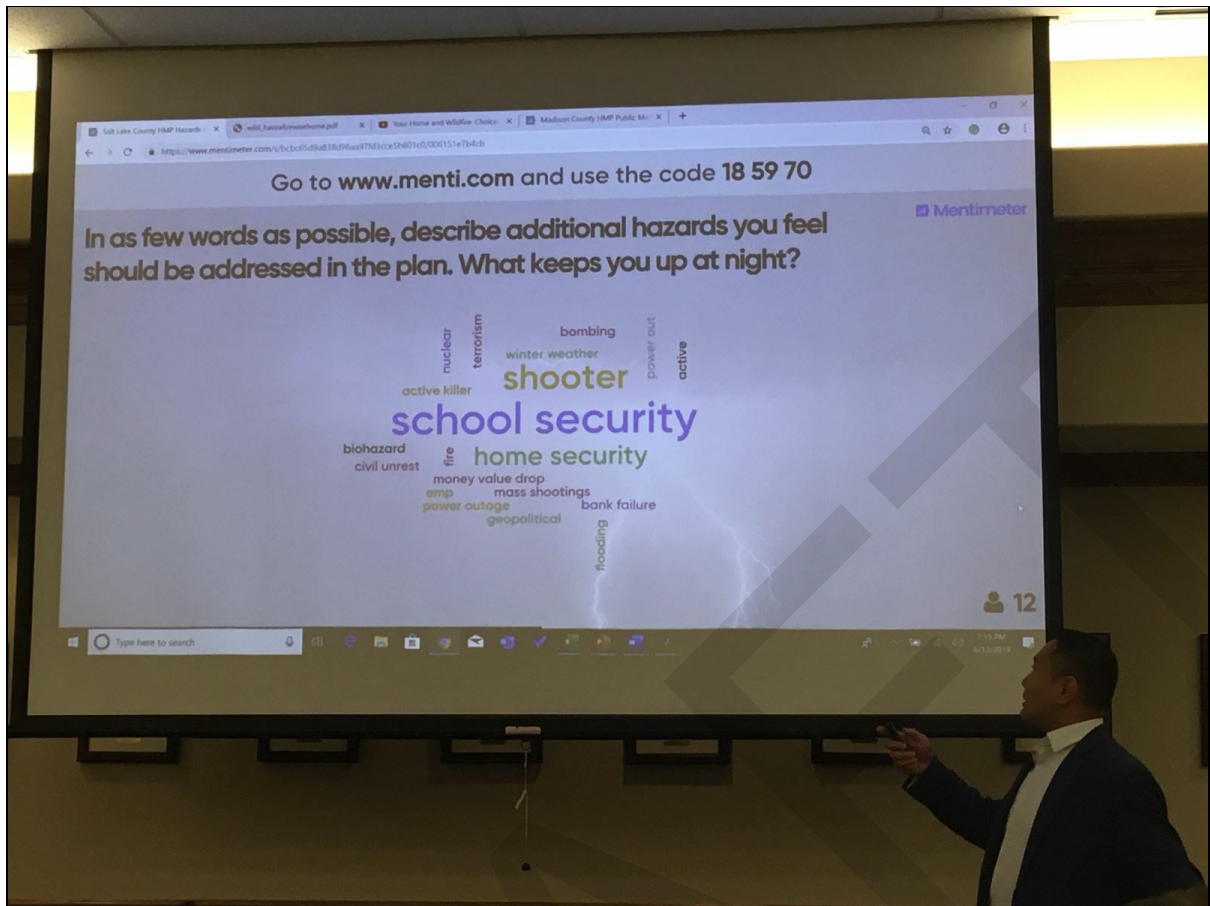 Salt Lake County HMP Hazards
wild_haveafirewisehome.pdf
Your Home and Wildfire Choice
Madison County HMP Public M
Go to www.menti.com and use the code 18 59 70
Mentimeter
In as few words as possible, describe additional hazards you feel
should be addressed in the plan. What keeps you up at night?
nuclear
terrorism
bombing
power out
active
winter weather
shooter
active killer
school security
biohazard
fire
home security
civil unrest
money value drop
emp
mass shootings
power outage
bank failure
geopolitical
flooding
12
Type here to search